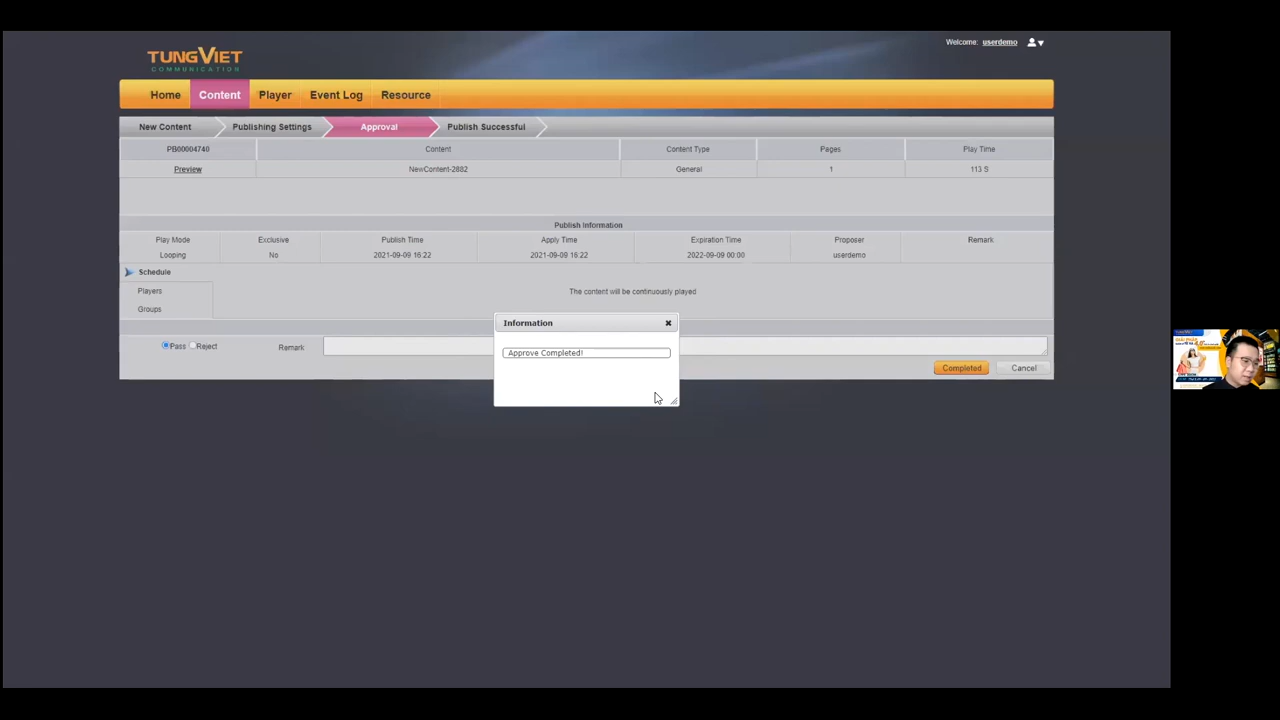 TUNGVIET
COMMUNICATION
Welcome: userdemo
Home Content Player Event Log Resource
New Content Publishing Settings Approval Publish Successful
PB00004740 Content Content Type Pages Play Time
Preview NewContent-2882 General 1 113 S
Publish Information
Play Mode Exclusive Publish Time Apply Time Expiration Time Proposer Remark
Looping No 2021-09-09 16:22 2021-09-09 16:22 2022-09-09 00:00 userdemo
Schedule
Players
The content will be continuously played
Groups
Information
Pass Reject Remark
Approve Completed!
Completed Cancel